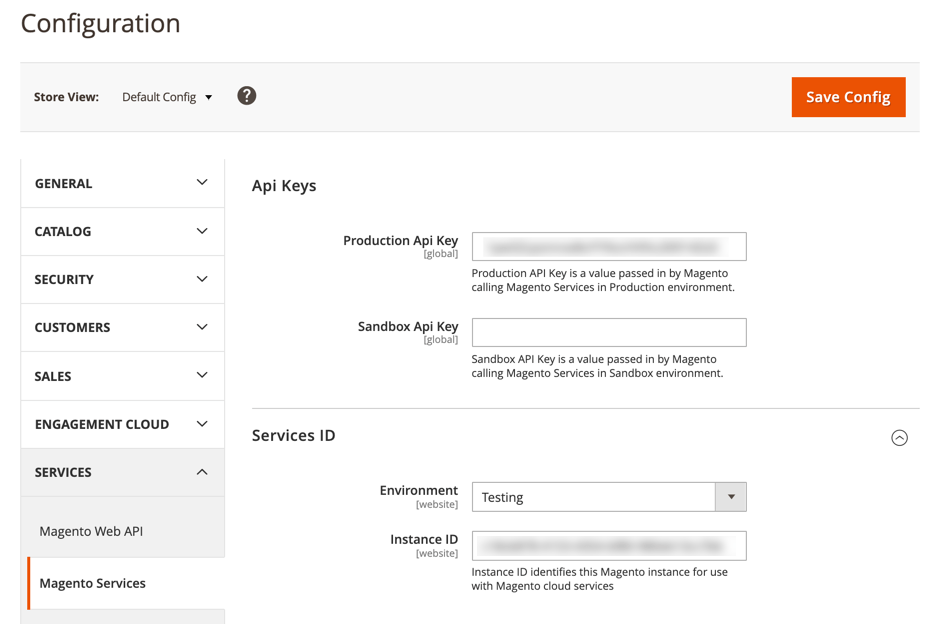 Configuration
Store View:
Default Config
?
Save Config
GENERAL
CATALOG
SECURITY
CUSTOMERS
SALES
ENGAGEMENT CLOUD
SERVICES
Magento Web API
Magento Services
Api Keys
Production Api Key
[global]
Production API Key is a value passed in by Magento
calling Magento Services in Production environment.
Sandbox Api Key
[global]
Sandbox API Key is a value passed in by Magento
calling Magento Services in Sandbox environment.
Services ID
Environment
[website]
Testing
Instance ID
[website]
Instance ID identifies this Magento instance for use
with Magento cloud services